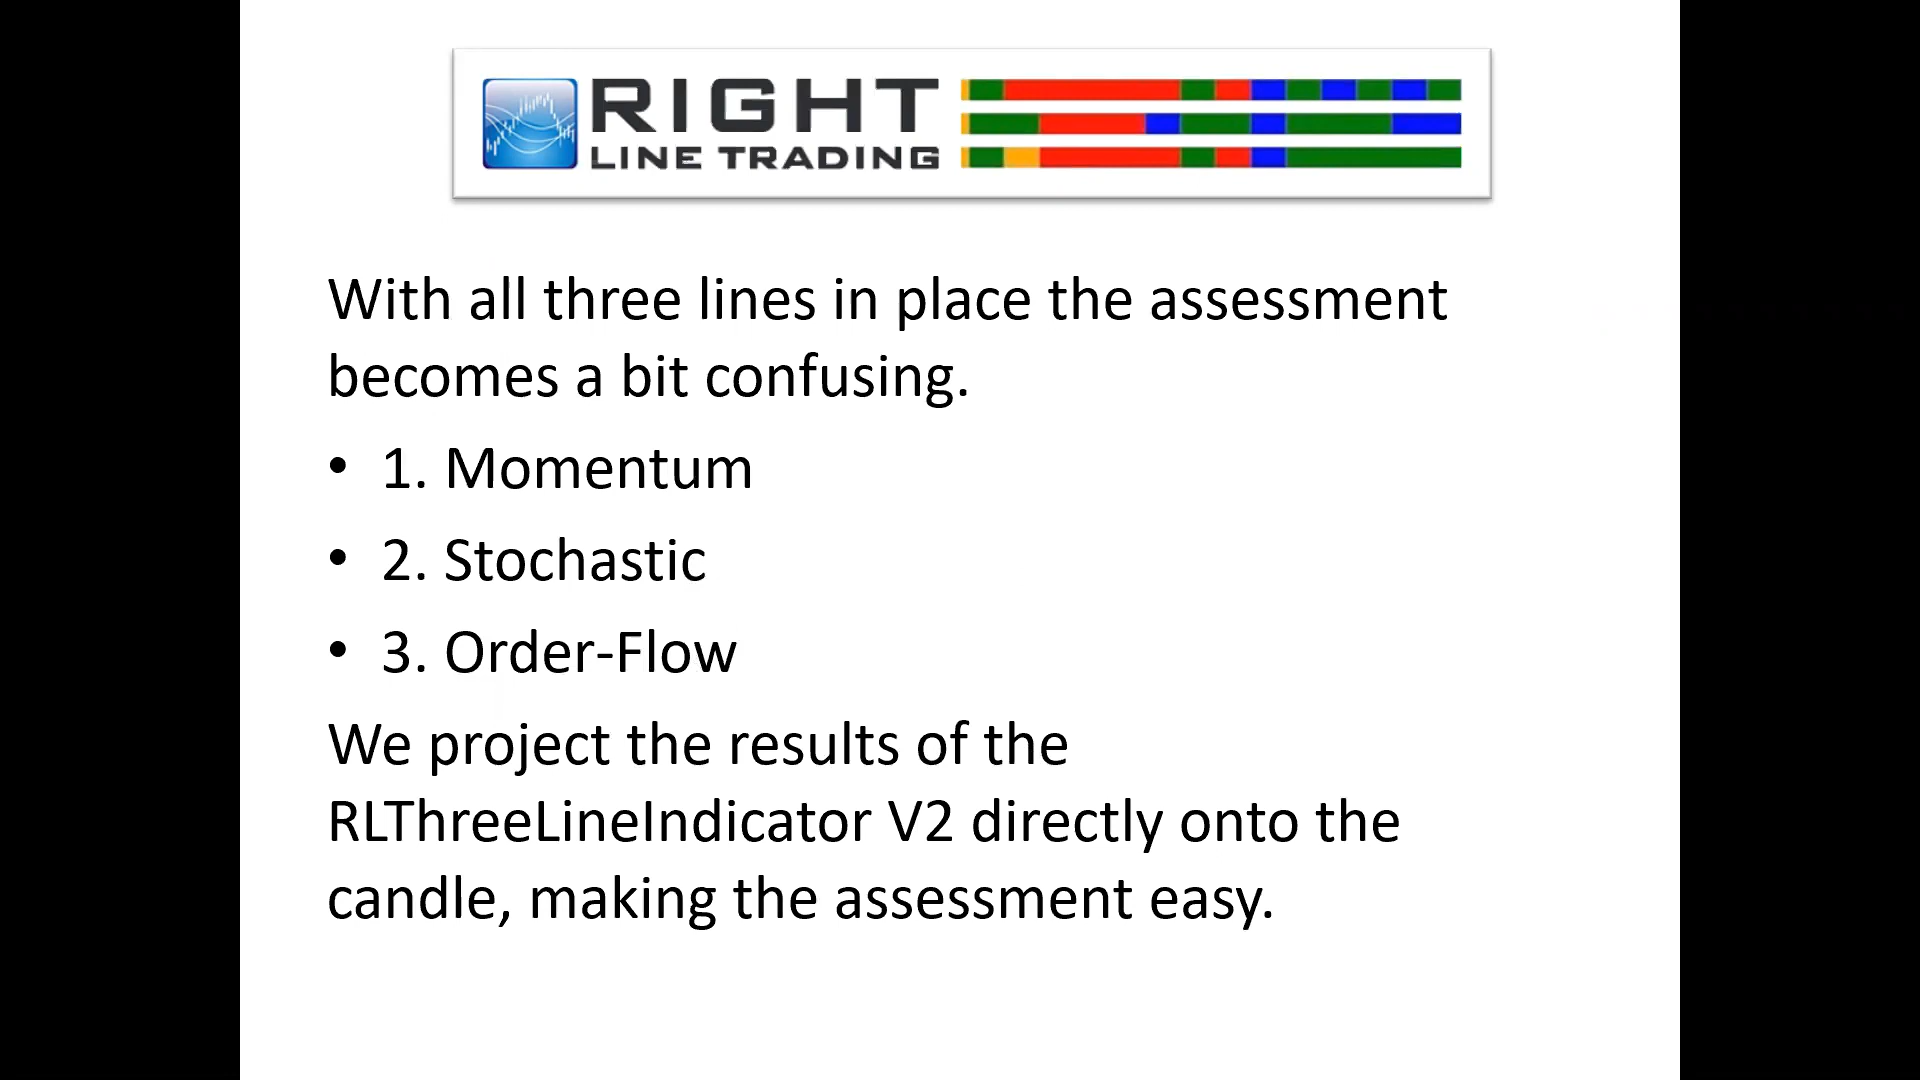 RIGHT
LINE TRADING
With all three lines in place the assessment
becomes a bit confusing.
• 1. Momentum
• 2. Stochastic
• 3. Order-Flow
We project the results of the
RLThreeLineIndicator V2 directly onto the
candle, making the assessment easy.